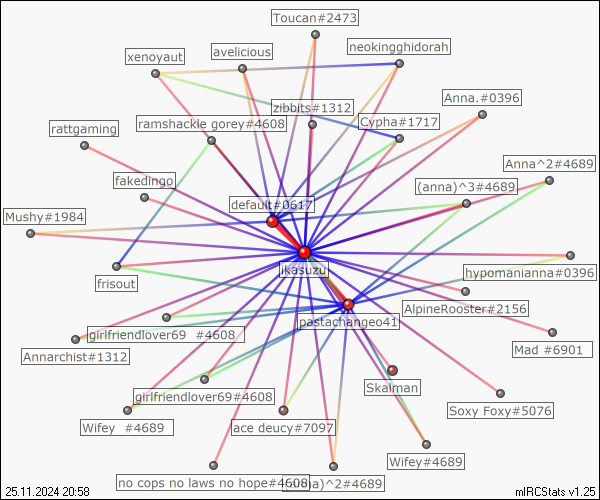 Toucan#2473
neokingghidorah
avelicious
xenoyaut
Anna.#0396
zibbits#1312
Cypha#1717
ramshackle gorey#4608
rattgaming
Anna^2#4689
fakedingo
(anna)^3#4689
default#0617
Mushy#1984
ikasuzu
hypomanianna#0396
frisout
AlpineRooster#2156
pastachangeo41
girlfriendlover69 #4608
Mad #6901
Annarchist#1312
Skalman
girlfriendlover69#4608
Soxy Foxy#5076
Wifey #4689
ace deucy#7097
Wifey#4689
no cops no laws no hope#4608
)^2#4689
25.11.2024 20:58
mIRCStats v1.25